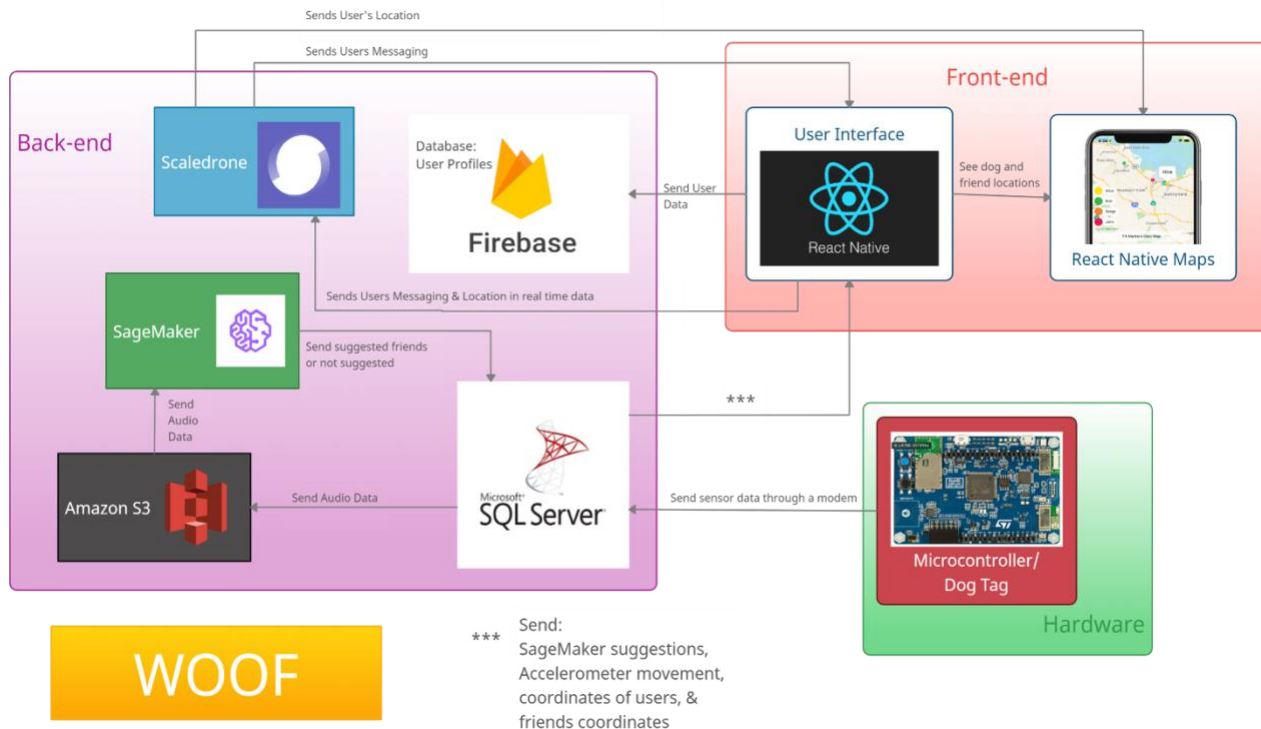 Sends User's Location
Sends Users Messaging
Back-end
Scaledrone
Database:
User Profiles
Firebase
Send User
Data
Front-end
User Interface
React Native
See dog and
friend locations
React Native Maps
Sends Users Messaging & Location in real time data
SageMaker
Send suggested friends
or not suggested
Send
Audio
Data
Amazon S3
Send Audio Data
Microsoft
SQL Server
***
Send sensor data through a modem
Microcontroller/
Dog Tag
Hardware
WOOF
*** Send:
SageMaker suggestions,
Accelerometer movement,
coordinates of users, &
friends coordinates